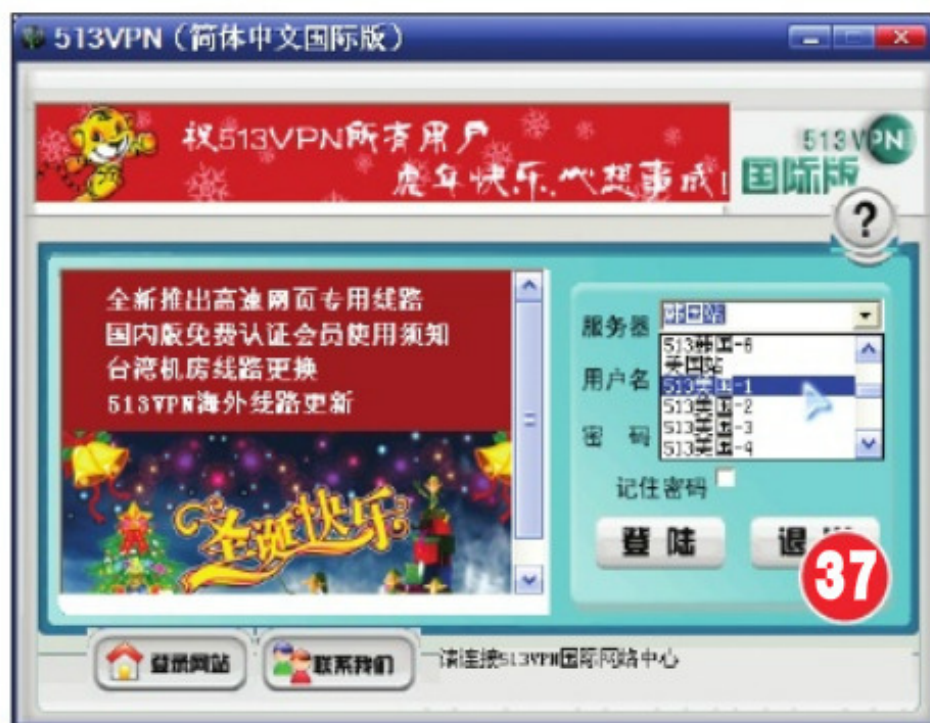 513VPN（简体中文国际版）
祝513VPN所有用户
虎年快乐,心想事成!
513VPN
国际版
?
全新推出高速网页专用线路
国内版免费认证会员使用须知
台湾机房线路更换
513VPN海外线路更新
圣诞快乐
服务器
513韩国-6
美国站
513美国-1
513美国-2
513美国-3
513美国-4
用户名
密 码
记住密码
登 陆
退
37
登录网站
联系我们
请连接513VPN国际网络中心